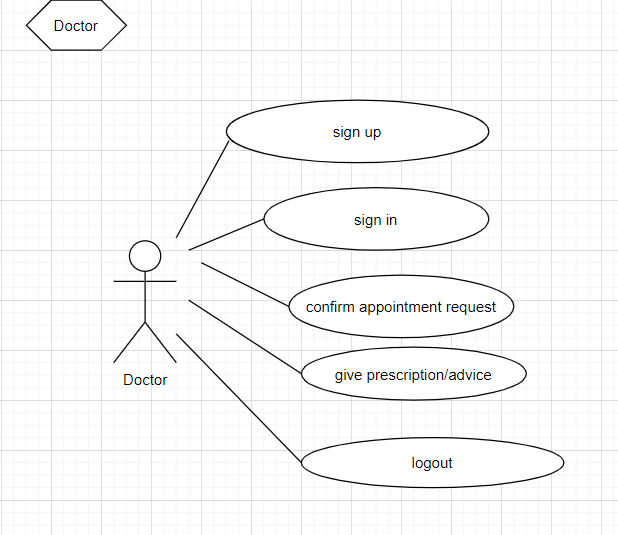 Doctor
sign up
sign in
confirm appointment request
give prescription/advice
Doctor
logout